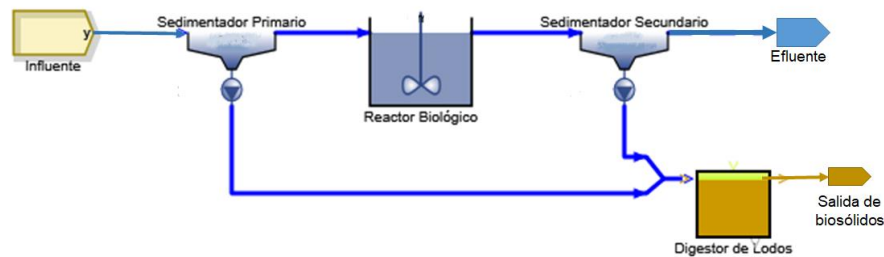 Sedimentador Primario
Sedimentador Secundario
y
Influente
Efluente
Reactor Biológico
Salida de
biosólidos
Digestor de Lodos